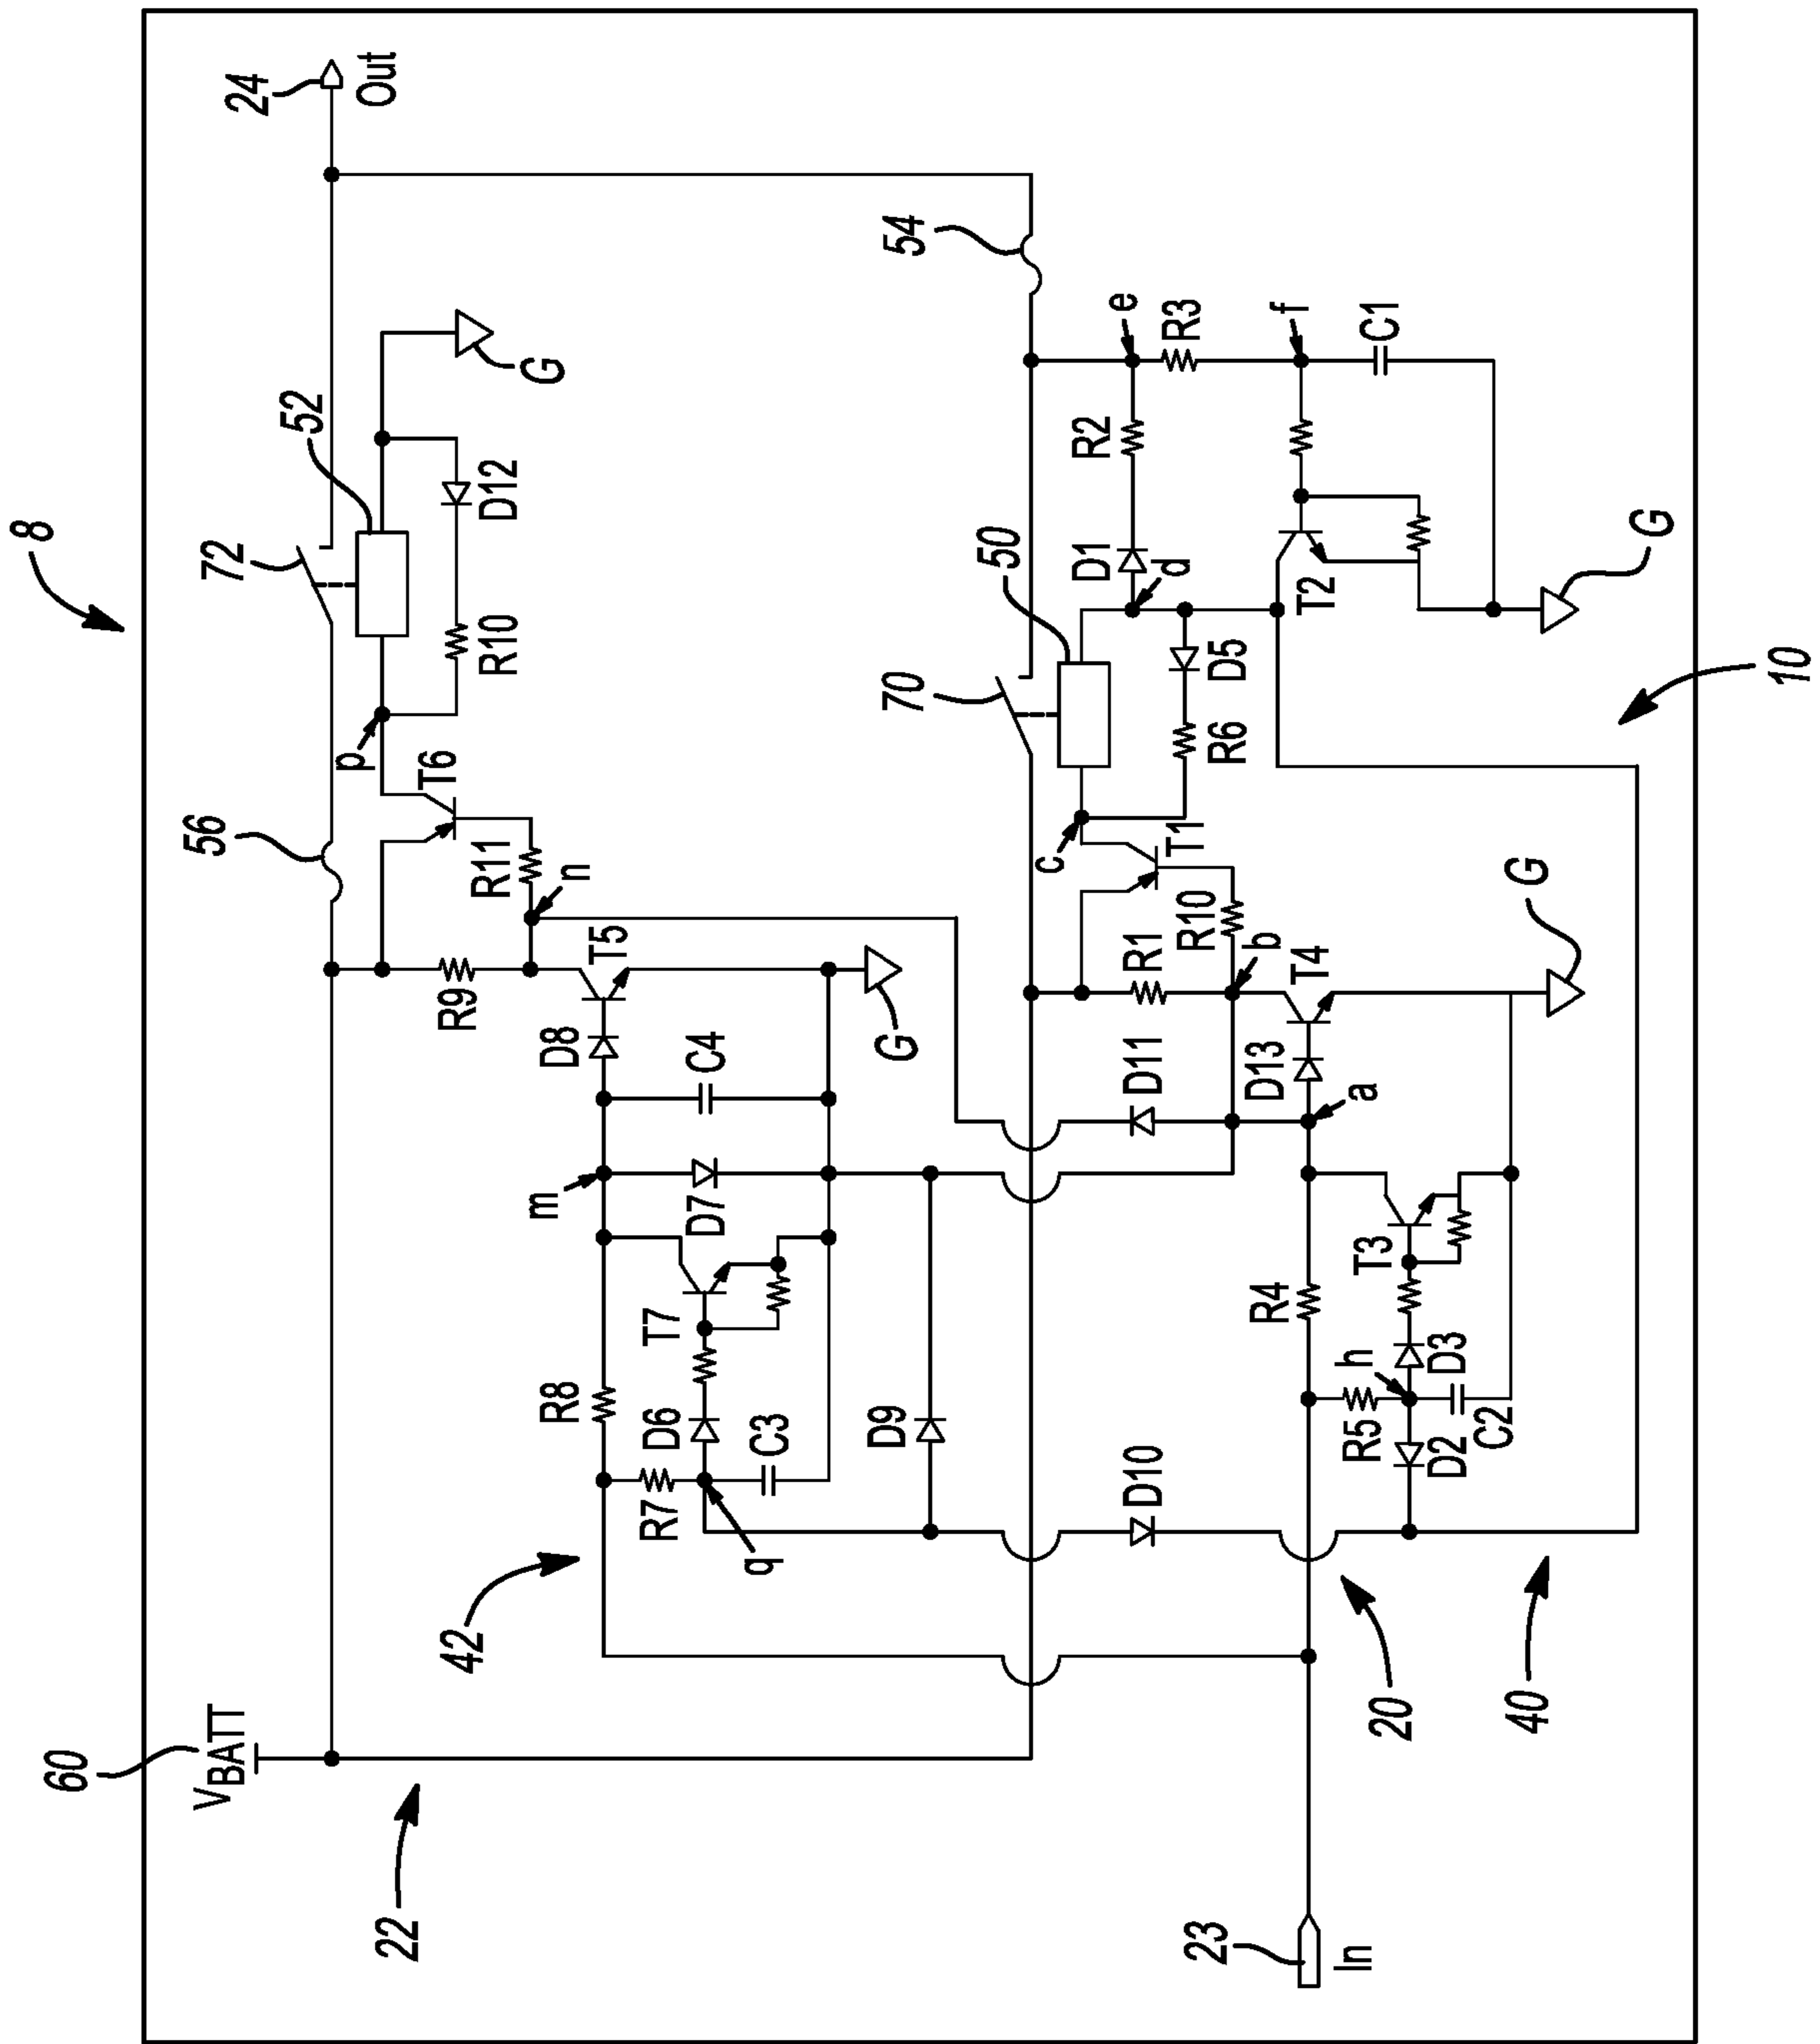 8
60
VBATT
22
56
72
52
24
Out
p
T6
R10
D12
G
R9
R11
n
D8
T5
C4
G
m
D7
T7
R8
D6
R7
C3
q
42
D9
D10
54
70
50
c
T1
R6
D5
d
D1
R2
e
R3
f
C1
T2
G
R1
R10
b
D11
D13
T4
a
G
R4
T3
h
D3
R5
D2
C2
20
40
10
23
In